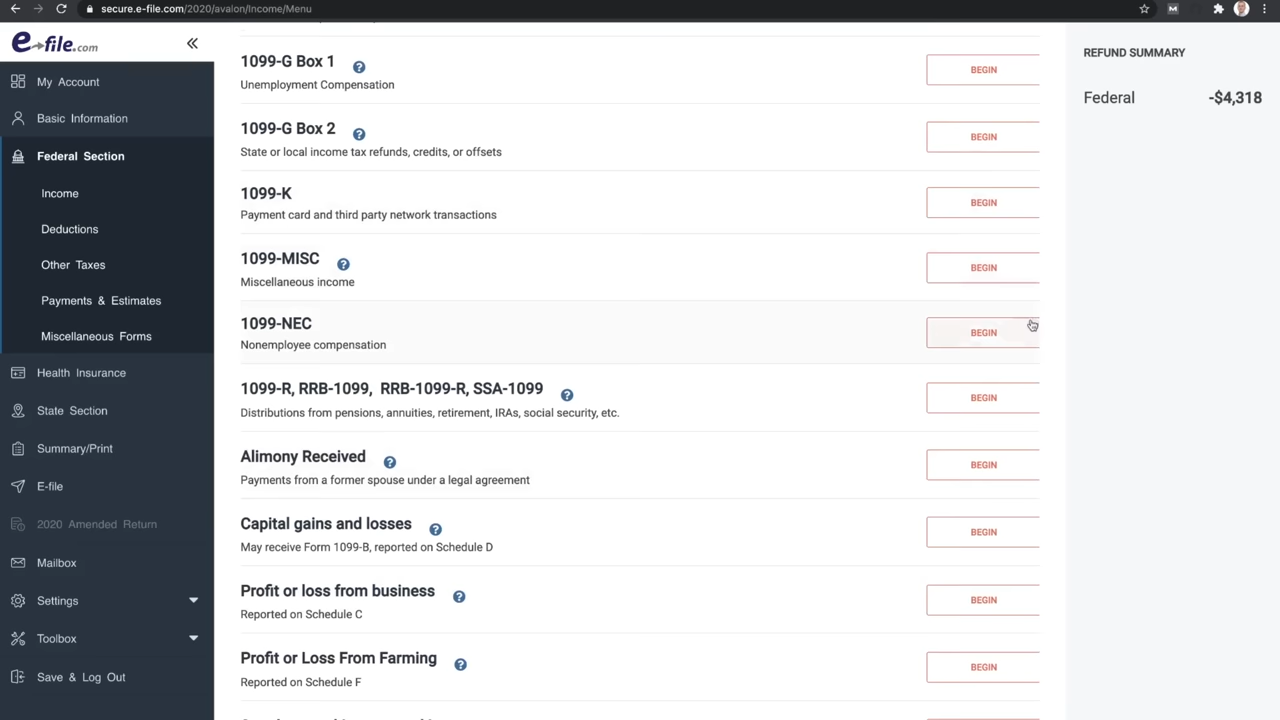 secure.e-file.com/2020/avalon/Income/Menu
e-file.com
My Account
Basic Information
Federal Section
Income
Deductions
Other Taxes
Payments & Estimates
Miscellaneous Forms
Health Insurance
State Section
Summary/Print
E-file
2020 Amended Return
Mailbox
Settings
Toolbox
Save & Log Out
1099-G Box 1 ?
Unemployment Compensation
BEGIN
1099-G Box 2 ?
State or local income tax refunds, credits, or offsets
BEGIN
1099-K
Payment card and third party network transactions
BEGIN
1099-MISC ?
Miscellaneous income
BEGIN
1099-NEC
Nonemployee compensation
BEGIN
1099-R, RRB-1099, RRB-1099-R, SSA-1099 ?
Distributions from pensions, annuities, retirement, IRAs, social security, etc.
BEGIN
Alimony Received ?
Payments from a former spouse under a legal agreement
BEGIN
Capital gains and losses ?
May receive Form 1099-B, reported on Schedule D
BEGIN
Profit or loss from business ?
Reported on Schedule C
BEGIN
Profit or Loss From Farming ?
Reported on Schedule F
BEGIN
REFUND SUMMARY
Federal -$4,318